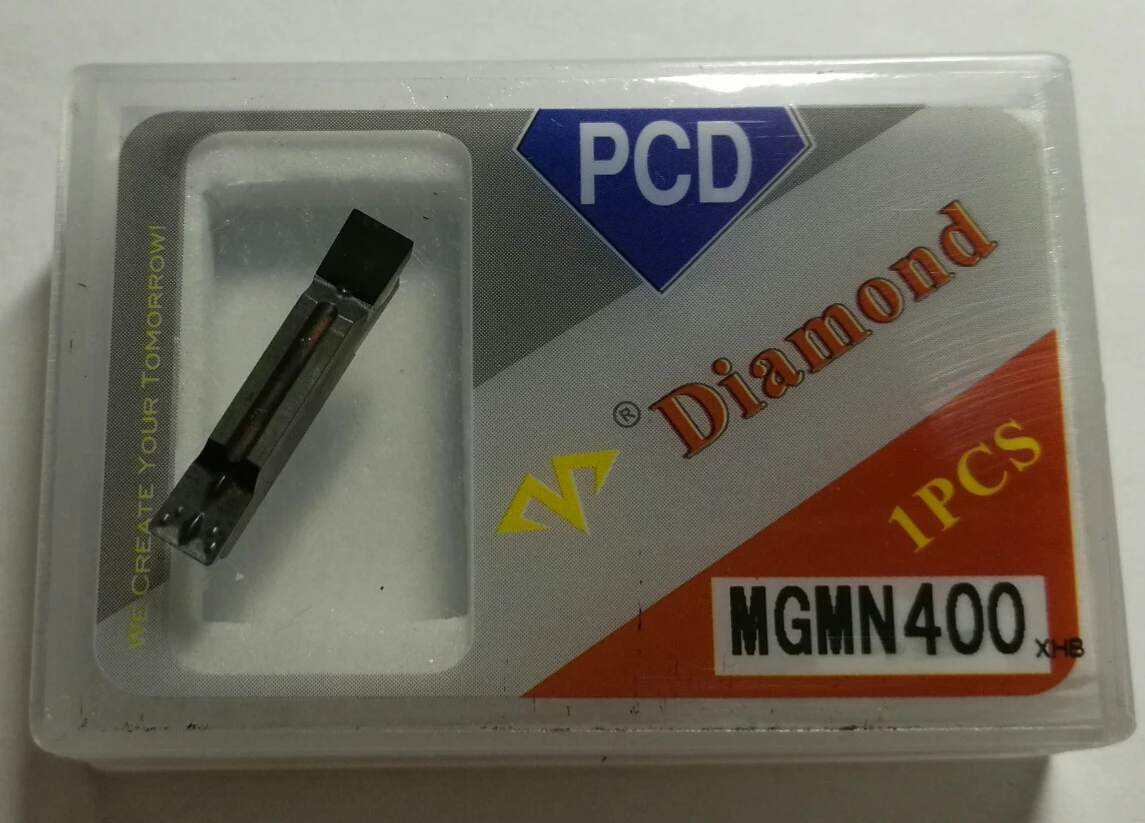 PCD
WE CREATE YOUR TOMORROW!
® Diamond
1PCS
MGMN400
XHB